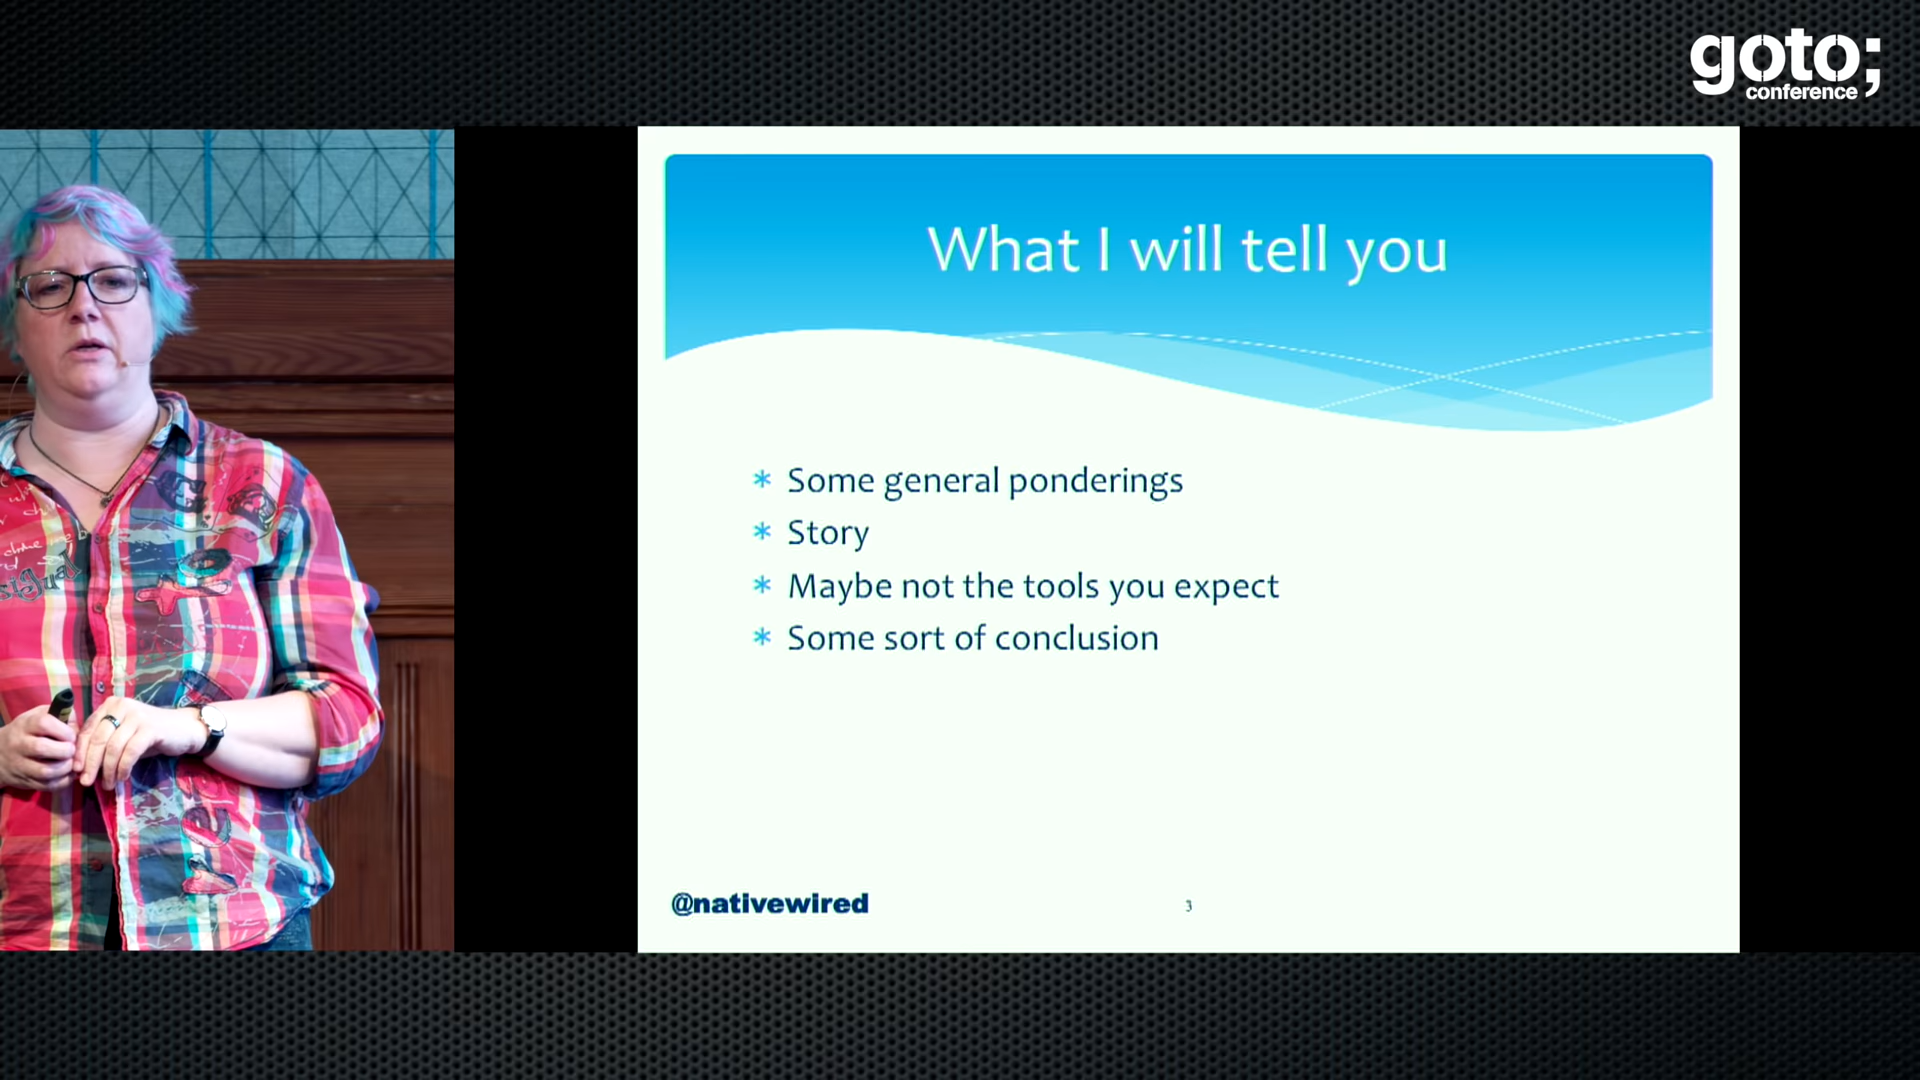 goto;
conference
What I will tell you
* Some general ponderings
* Story
* Maybe not the tools you expect
* Some sort of conclusion
@nativewired
3